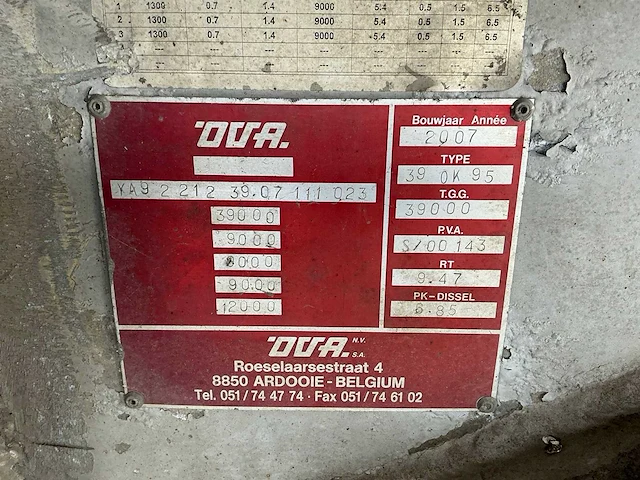 1 1300 0.7 1.4 9000 5.4 0.5 1.5 6.5
2 1300 0.7 1.4 9000 5.4 0.5 1.5 6.5
3 1300 0.7 1.4 9000 5.4 0.5 1.5 6.5
--- --- --- --- --- --- --- ---
--- --- --- --- --- --- --- ---
OVA.
YA9 2 212 39.07 111 023
39000
9000
9000
12000
Bouwjaar Année
2007
TYPE
39 OK 95
T.G.G.
39000
P.V.A.
S/00 143
RT
9.47
PK-DISSEL
6.85
OVA. N.V. S.A.
Roeselaarsestraat 4
8850 ARDOOIE - BELGIUM
Tel. 051/74 47 74 · Fax 051/74 61 02